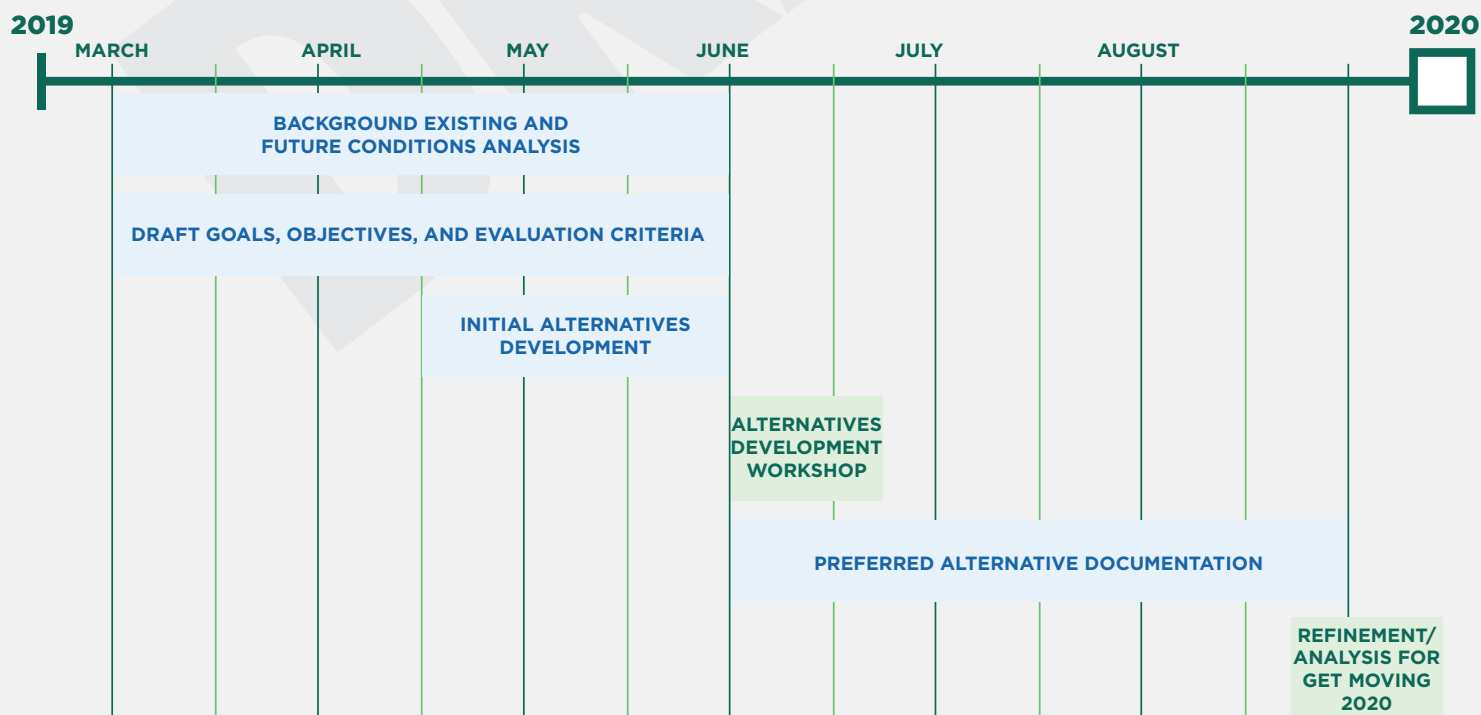 2019
2020
MARCH
APRIL
MAY
JUNE
JULY
AUGUST
BACKGROUND EXISTING AND
FUTURE CONDITIONS ANALYSIS
DRAFT GOALS, OBJECTIVES, AND EVALUATION CRITERIA
INITIAL ALTERNATIVES
DEVELOPMENT
ALTERNATIVES
DEVELOPMENT
WORKSHOP
PREFERRED ALTERNATIVE DOCUMENTATION
REFINEMENT/
ANALYSIS FOR
GET MOVING
2020